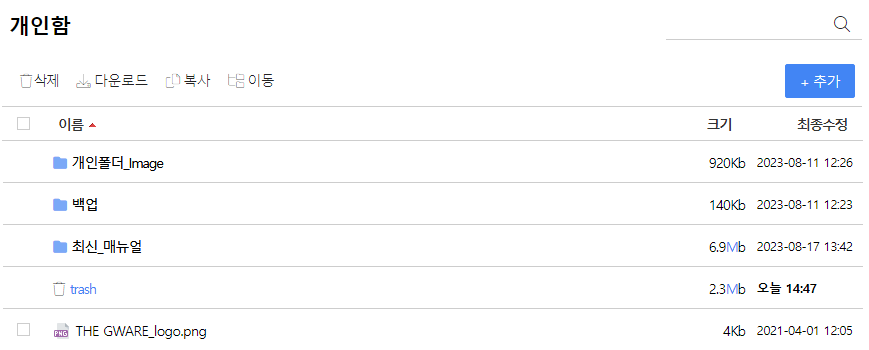 개인함
삭제 다운로드 복사 이동 + 추가
이름 크기 최종수정
개인폴더_Image 920Kb 2023-08-11 12:26
백업 140Kb 2023-08-11 12:23
최신_매뉴얼 6.9Mb 2023-08-17 13:42
trash 2.3Mb 오늘 14:47
PNG THE GWARE_logo.png 4Kb 2021-04-01 12:05